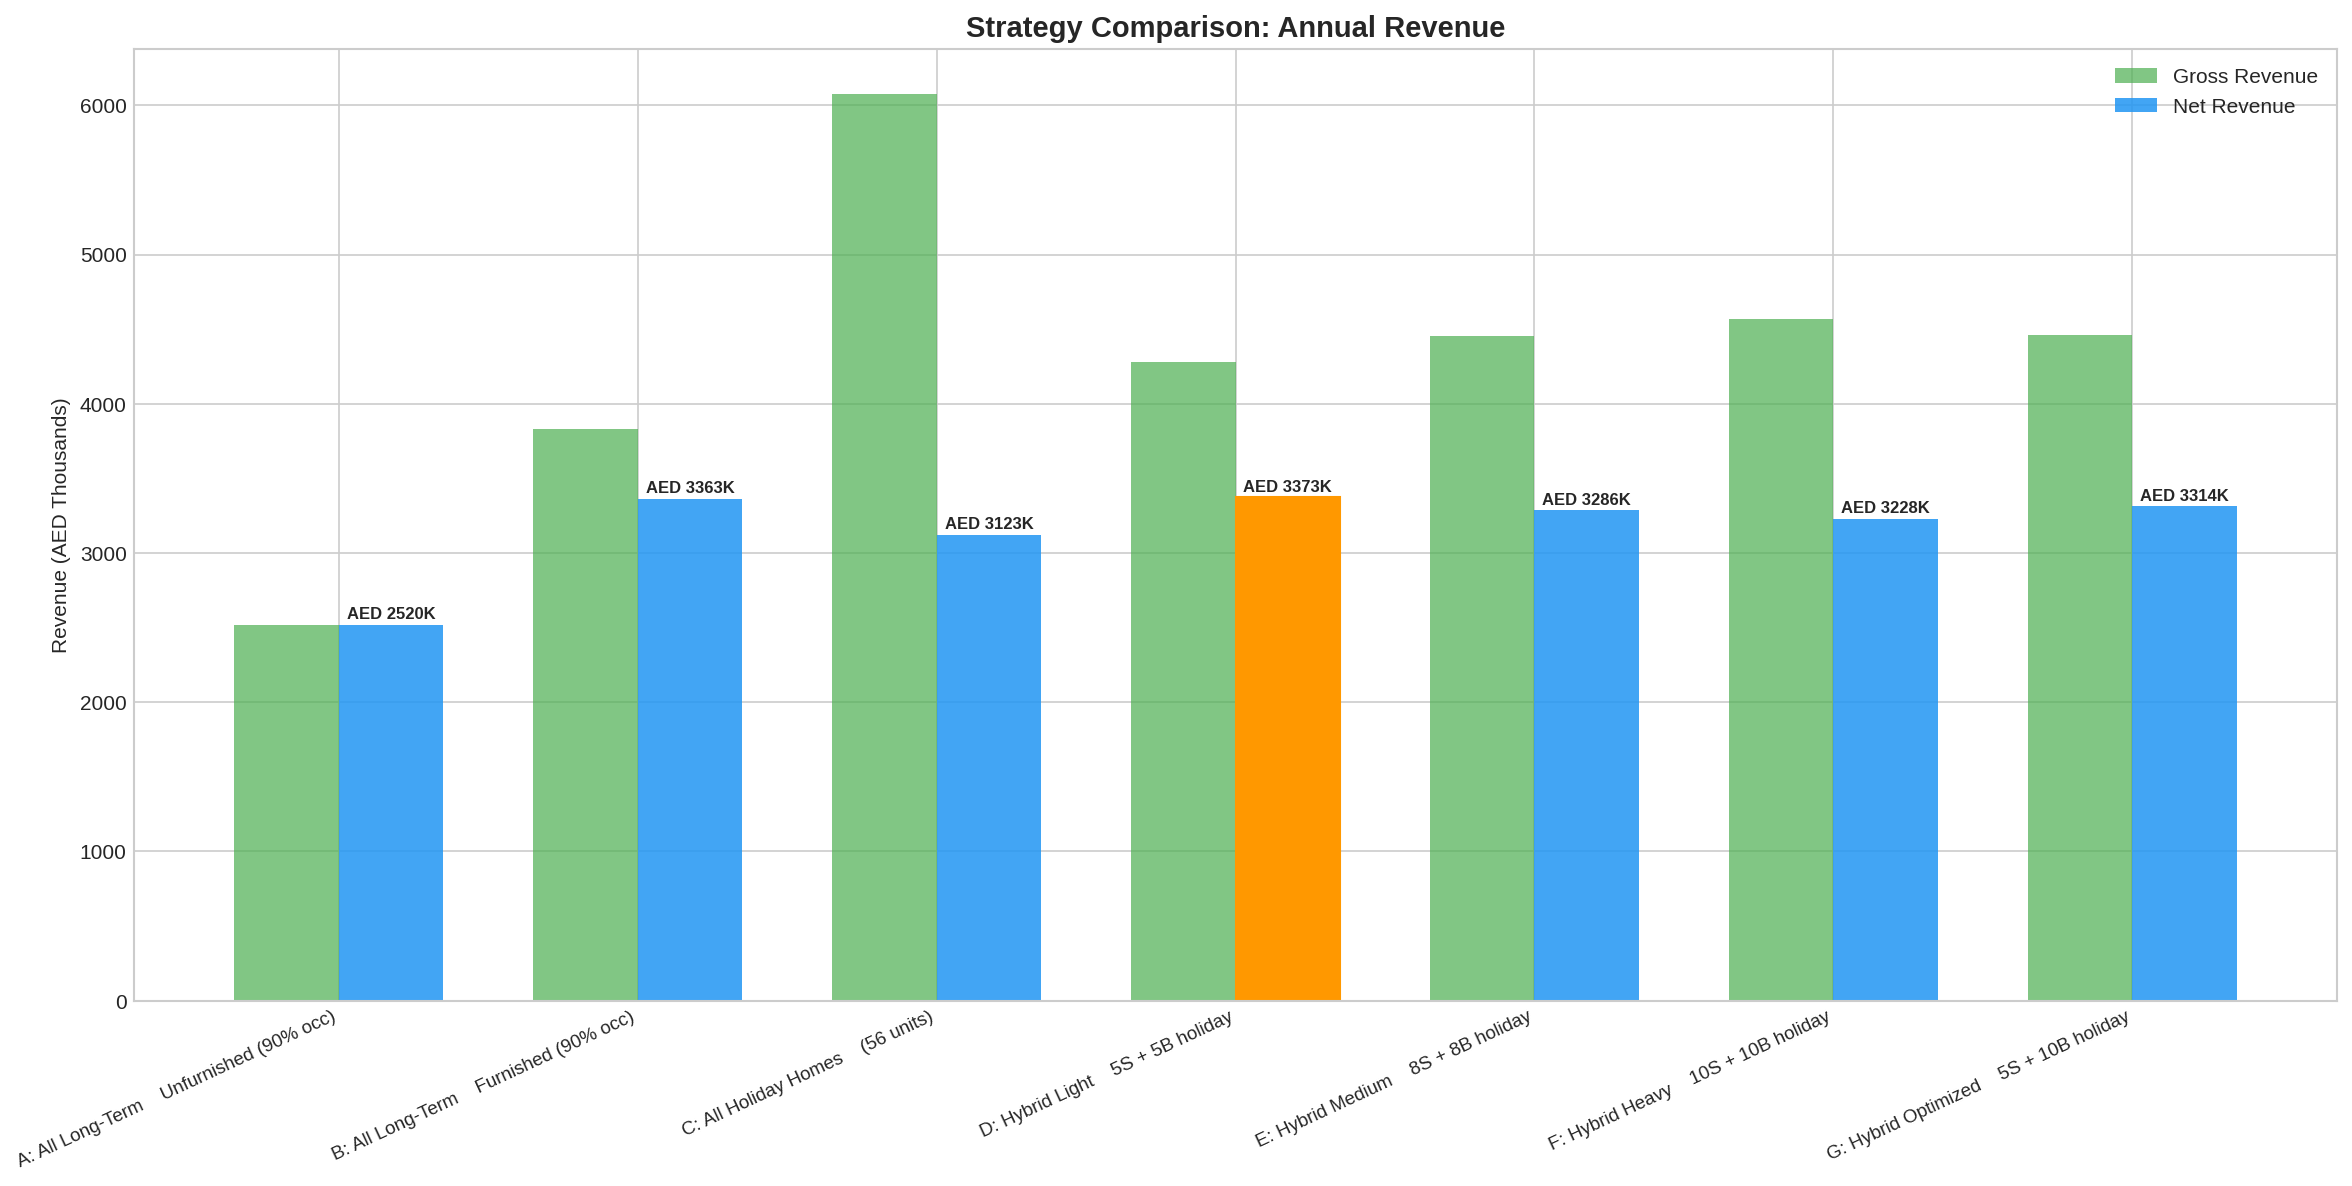 Strategy Comparison: Annual Revenue
Gross Revenue
Net Revenue
Revenue (AED Thousands)
6000
5000
4000
3000
2000
1000
0
AED 2520K
AED 3363K
AED 3123K
AED 3373K
AED 3286K
AED 3228K
AED 3314K
A: All Long-Term Unfurnished (90% occ)
B: All Long-Term Furnished (90% occ)
C: All Holiday Homes (56 units)
D: Hybrid Light 5S + 5B holiday
E: Hybrid Medium 8S + 8B holiday
F: Hybrid Heavy 10S + 10B holiday
G: Hybrid Optimized 5S + 10B holiday